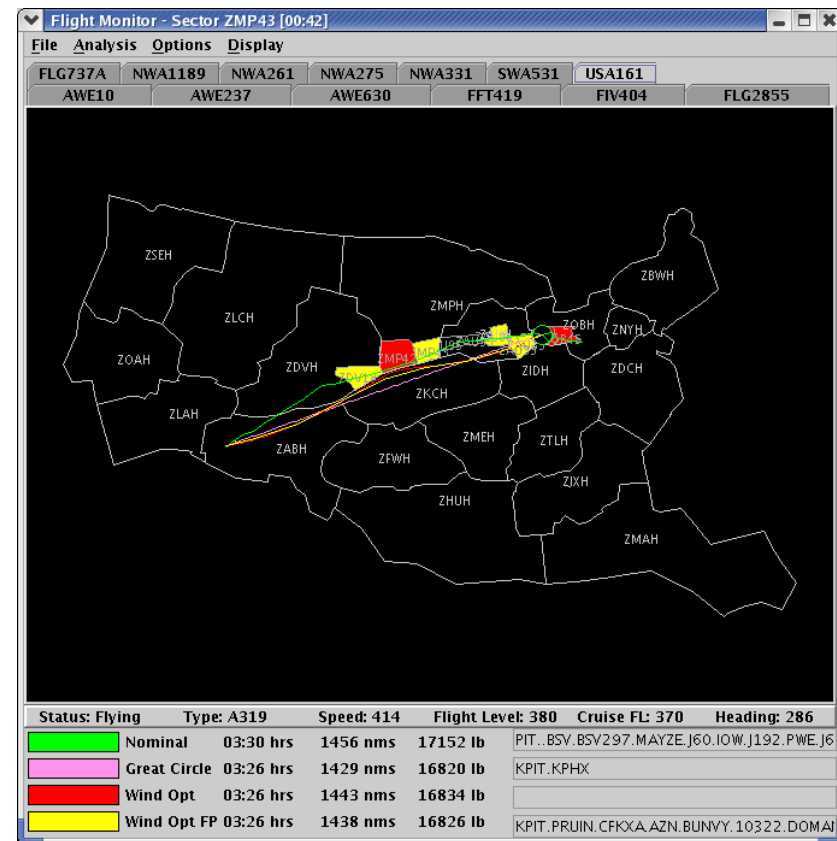 Flight Monitor - Sector ZMP43 [00:42]
File Analysis Options Display
FLG737A NWA1189 NWA261 NWA275 NWA331 SWA531 USA161
AWE10 AWE237 AWE630 FFT419 FIV404 FLG2855
ZSEH
ZBWH
ZMPH
ZLCH
ZOBH
ZNYH
ZOAH
ZDVH
ZMP42
ZIDH
ZDCH
ZKCH
ZLAH
ZABH
ZFWH
ZMEH
ZTLH
ZJXH
ZHUH
ZMAH
Status: Flying Type: A319 Speed: 414 Flight Level: 380 Cruise FL: 370 Heading: 286
Nominal 03:30 hrs 1456 nms 17152 lb PIT..BSV.BSV297.MAYZE.J60.IOW.J192.PWE.J6
Great Circle 03:26 hrs 1429 nms 16820 lb KPIT.KPHX
Wind Opt 03:26 hrs 1443 nms 16834 lb
Wind Opt FP 03:26 hrs 1438 nms 16826 lb KPIT.PRUIN.CFKXA.AZN.BUNVY.10322.DOMA